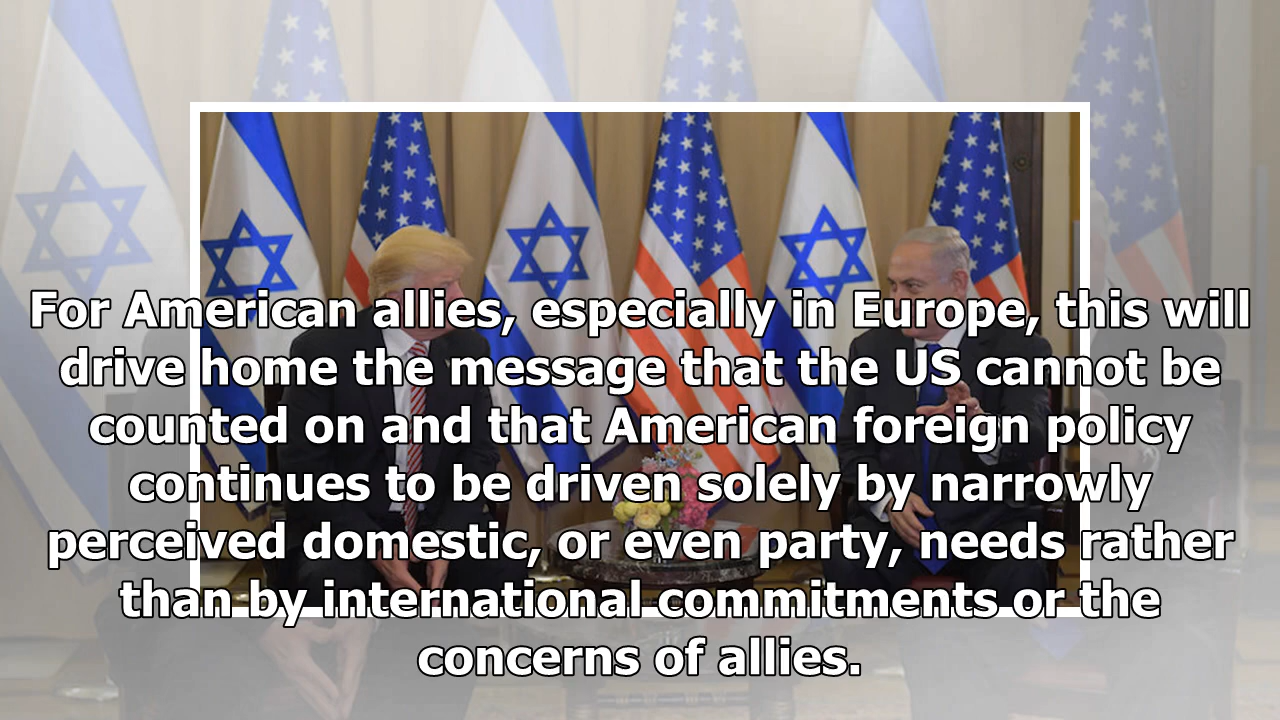 For American allies, especially in Europe, this will
drive home the message that the US cannot be
counted on and that American foreign policy
continues to be driven solely by narrowly
perceived domestic, or even party, needs rather
than by international commitments or the
concerns of allies.